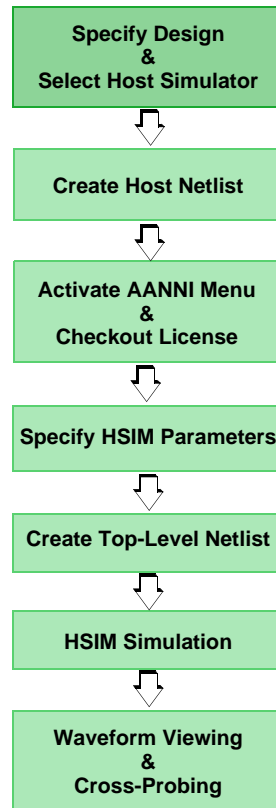 Specify Design
&
Select Host Simulator
Create Host Netlist
Activate AANNI Menu
&
Checkout License
Specify HSIM Parameters
Create Top-Level Netlist
HSIM Simulation
Waveform Viewing
&
Cross-Probing